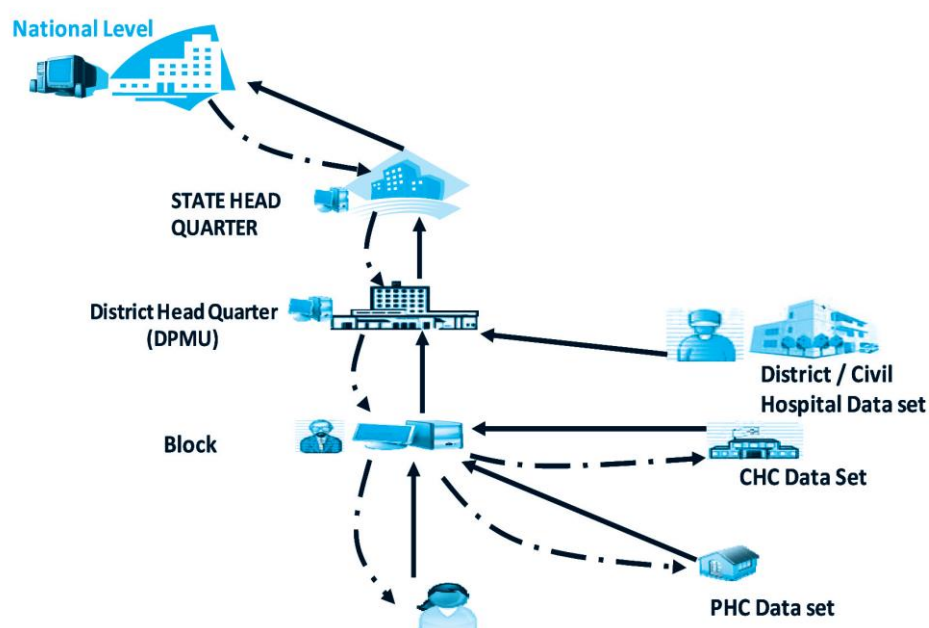 National Level
STATE HEAD
QUARTER
District Head Quarter
(DPMU)
District / Civil
Hospital Data set
Block
CHC Data Set
PHC Data set